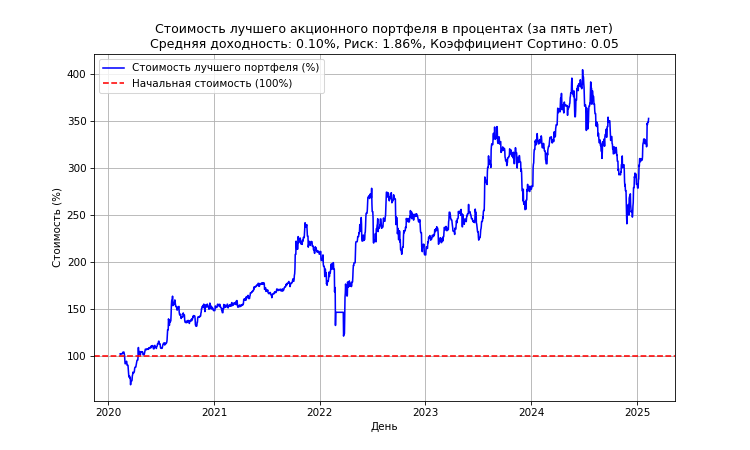 Стоимость лучшего акционного портфеля в процентах (за пять лет)
Средняя доходность: 0.10%, Риск: 1.86%, Коэффициент Сортино: 0.05
Стоимость лучшего портфеля (%)
Начальная стоимость (100%)
Стоимость (%)
400
350
300
250
200
150
100
2020 2021 2022 2023 2024 2025
День